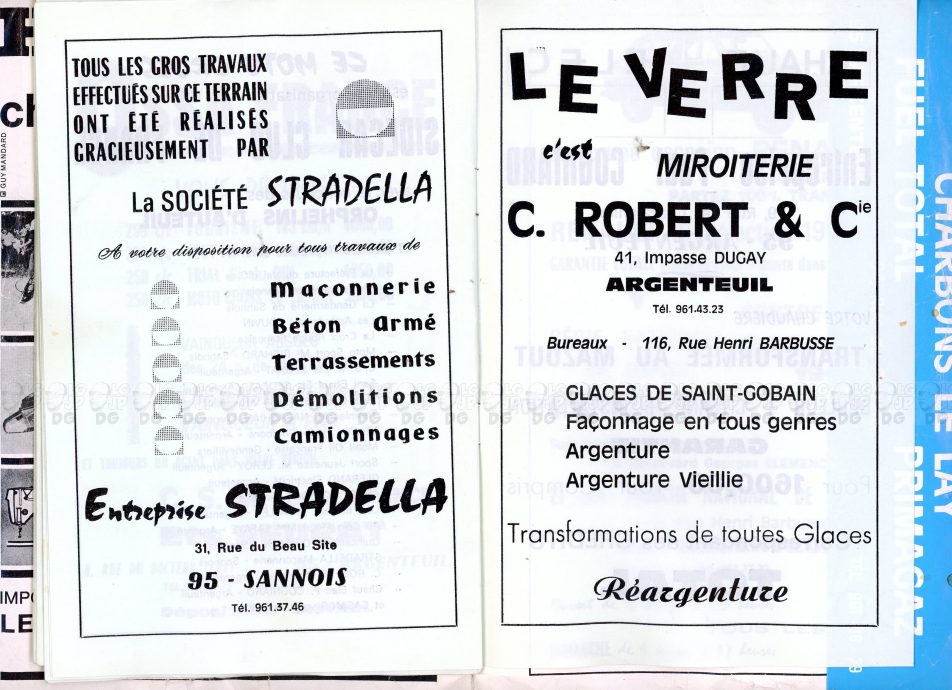 TOUS LES GROS TRAVAUX
EFFECTUÉS SUR CE TERRAIN
ONT ÉTÉ RÉALISÉS
GRACIEUSEMENT PAR
La SOCIÉTÉ STRADELLA
A votre disposition pour tous travaux de
Maçonnerie
Béton armé
Terrassements
Démolitions
Camionnages
Entreprise STRADELLA
31, Rue du Beau Site
95 - SANNOIS
Tél. 961.37.46
LE VERRE
c'est
MIROITERIE
C. ROBERT & Cie
41, Impasse DUGAY
ARGENTEUIL
Tél. 961.43.23
Bureaux - 116, Rue Henri BARBUSSE
GLACES DE SAINT-GOBAIN
Façonnage en tous genres
Argenture
Argenture Vieillie
Transformations de toutes Glaces
Réargenture
CHARBONS LE LAY
FUEL TOTAL PRIMAGAZ
© GUY MANDARD